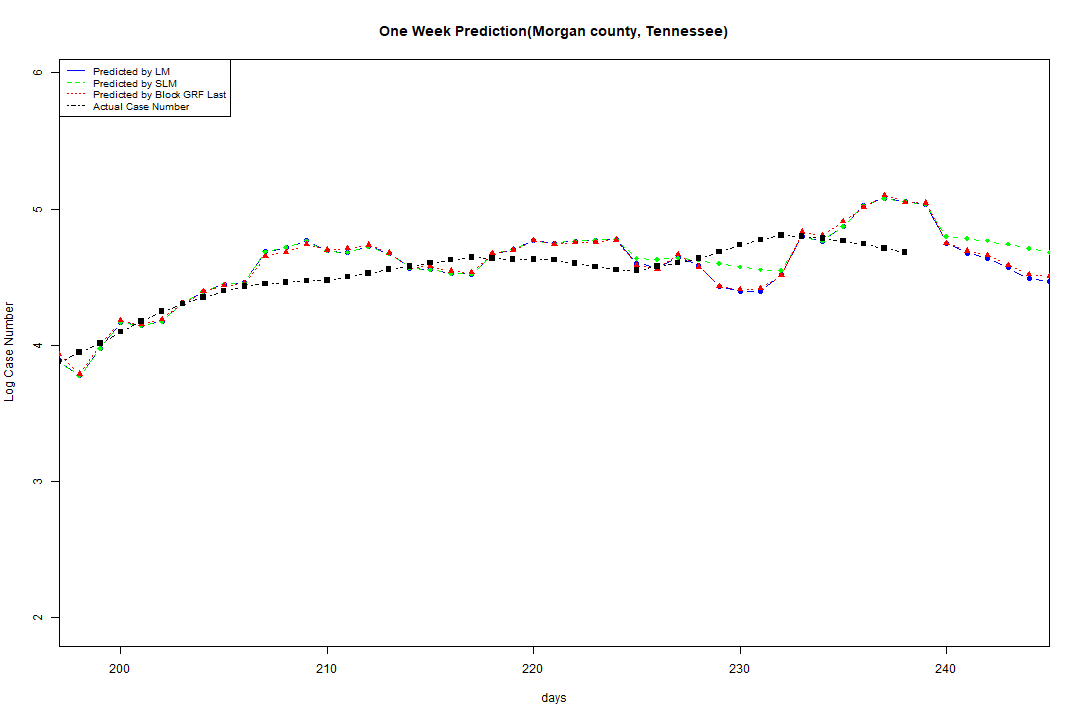 One Week Prediction(Morgan county, Tennessee)
Predicted by LM
Predicted by SLM
Predicted by Block GRF Last
Actual Case Number
6
5
4
3
2
Log Case Number
200 210 220 230 240
days